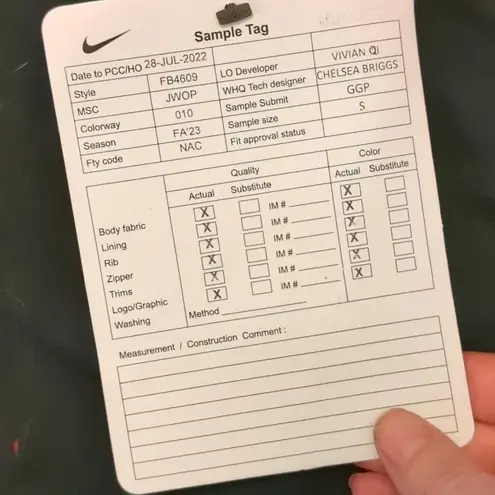 Sample Tag
Date to PCC/HO 28-JUL-2022
Style FB4609 LO Developer VIVIAN QI
MSC JWOP WHQ Tech designer CHELSEA BRIGGS
Colorway 010 Sample Submit GGP
Season FA'23 Sample size S
Fty code NAC Fit approval status
Quality Color
Actual Substitute Actual Substitute
Body fabric X IM # X
Lining X IM # X
Rib X IM # X
Zipper X IM # X
Trims X IM # X
Logo/Graphic X IM # X
Washing Method
Measurement / Construction Comment :